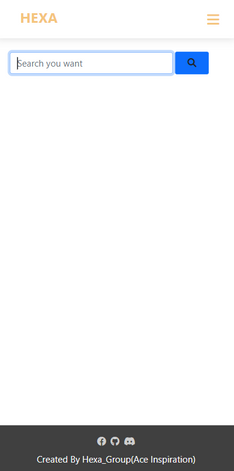 HEXA
Search you want
Created By Hexa_Group(Ace Inspiration)